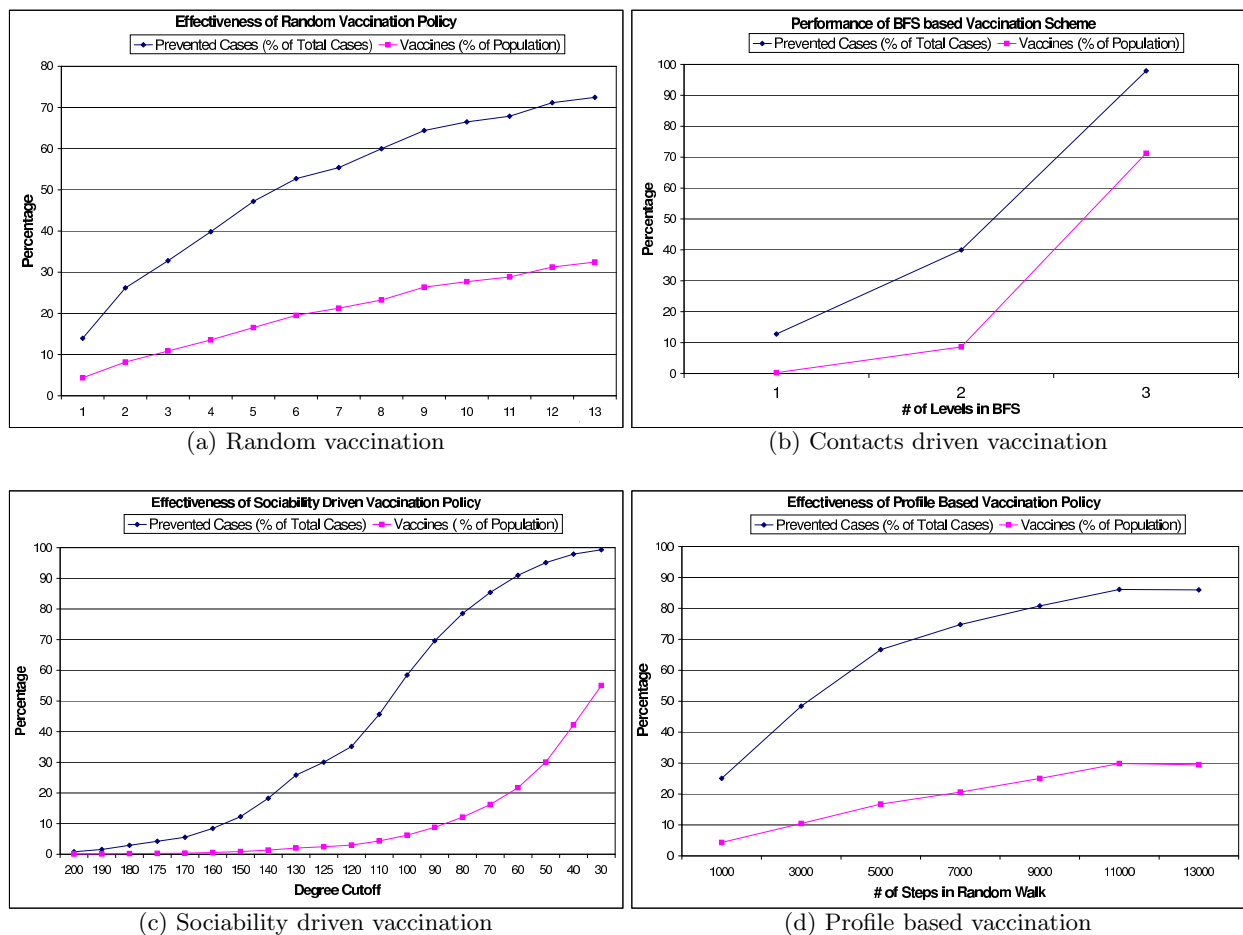 Effectiveness of Random Vaccination Policy
Prevented Cases (% of Total Cases) Vaccines (% of Population)
80
70
60
50
40
30
20
10
0
Percentage
1 2 3 4 5 6 7 8 9 10 11 12 13
(a) Random vaccination
Performance of BFS based Vaccination Scheme
Prevented Cases (% of Total Cases) Vaccines (% of Population)
100
90
80
70
60
50
40
30
20
10
0
Percentage
1 2 3
# of Levels in BFS
(b) Contacts driven vaccination
Effectiveness of Sociability Driven Vaccination Policy
Prevented Cases (% of Total Cases) Vaccines ( % of Population)
100
90
80
70
60
50
40
30
20
10
0
Percentage
200 190 180 175 170 160 150 140 130 125 120 110 100 90 80 70 60 50 40 30
Degree Cutoff
(c) Sociability driven vaccination
Effectiveness of Profile Based Vaccination Policy
Prevented Cases (% of Total Cases) Vaccines (% of Population)
100
90
80
70
60
50
40
30
20
10
0
Percentage
1000 3000 5000 7000 9000 11000 13000
# of Steps in Random Walk
(d) Profile based vaccination